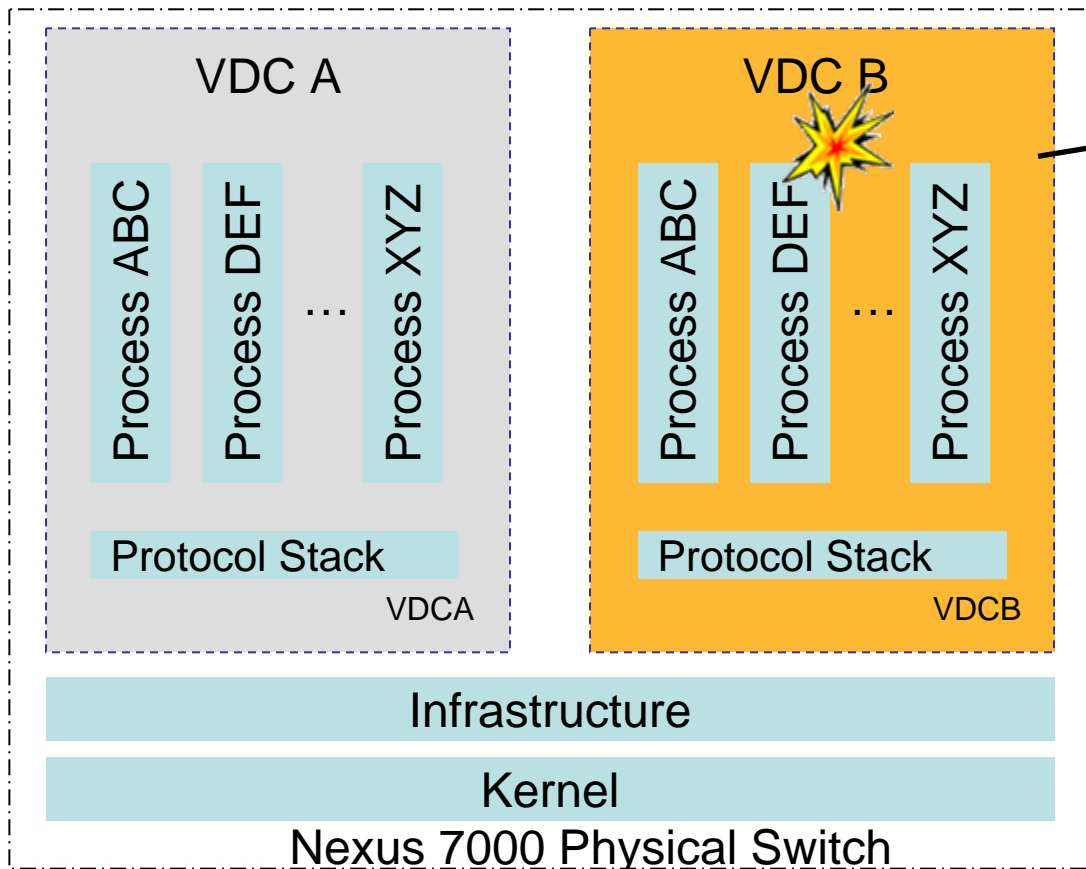 VDC A
Process ABC
Process DEF
...
Process XYZ
Protocol Stack
VDCA
VDC B
Process ABC
Process DEF
...
Process XYZ
Protocol Stack
VDCB
Infrastructure
Kernel
Nexus 7000 Physical Switch